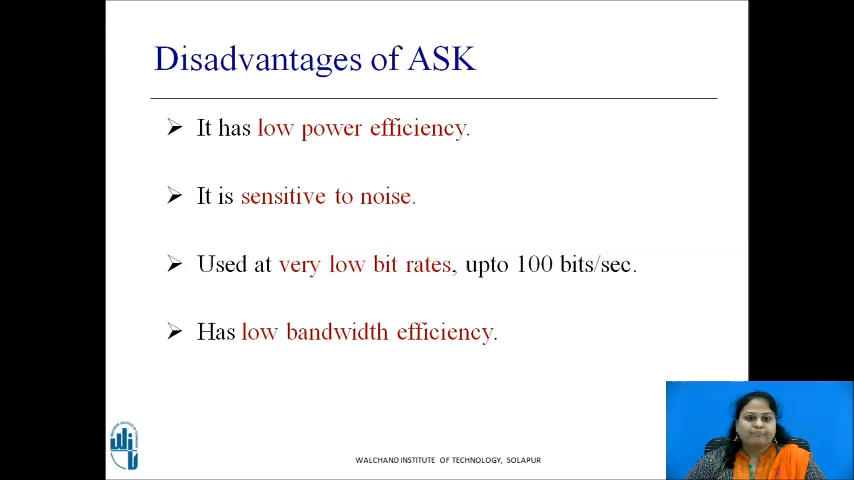 Disadvantages of ASK
It has low power efficiency.
It is sensitive to noise.
Used at very low bit rates, upto 100 bits/sec.
Has low bandwidth efficiency.
WALCHAND INSTITUTE OF TECHNOLOGY, SOLAPUR